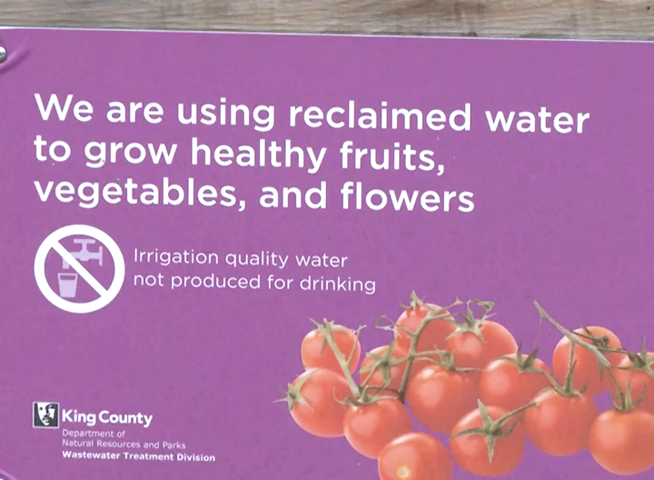 We are using reclaimed water
to grow healthy fruits,
vegetables, and flowers
Irrigation quality water
not produced for drinking
King County
Department of
Natural Resources and Parks
Wastewater Treatment Division